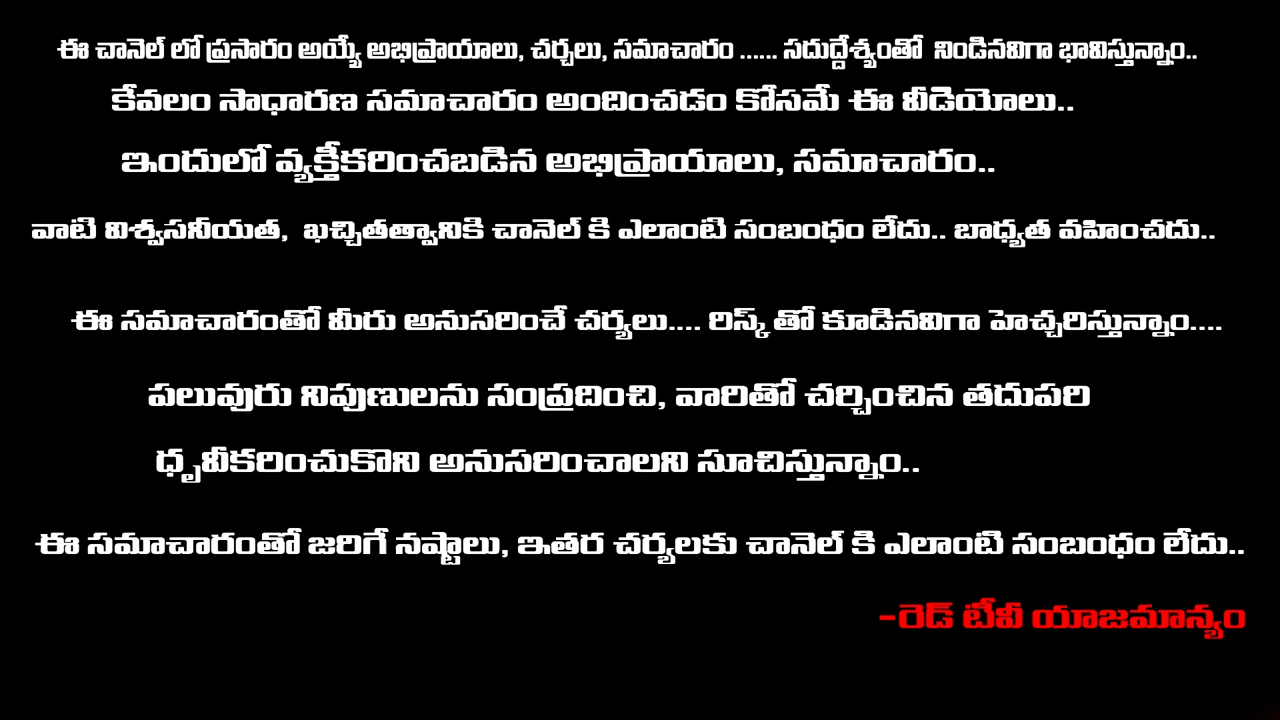 ఈ చానెల్ లో ప్రసారం అయ్యే అభిప్రాయాలు, చర్చలు, సమాచారం ...... సదుద్దేశ్యంతో నిండినవిగా భావిస్తున్నాం..
కేవలం సాధారణ సమాచారం అందించడం కోసమే ఈ వీడియోలు..
ఇందులో వ్యక్తీకరించబడిన అభిప్రాయాలు, సమాచారం..
వాటి విశ్వసనీయత, ఖచ్చితత్వానికి చానెల్ కి ఎలాంటి సంబంధం లేదు.. బాధ్యత వహించదు..
ఈ సమాచారంతో మీరు అనుసరించే చర్యలు.... రిస్క్ తో కూడినవిగా హెచ్చరిస్తున్నాం....
పలువురు నిపుణులను సంప్రదించి, వారితో చర్చించిన తదుపరి
ధృవీకరించుకొని అనుసరించాలని సూచిస్తున్నాం..
ఈ సమాచారంతో జరిగే నష్టాలు, ఇతర చర్యలకు చానెల్ కి ఎలాంటి సంబంధం లేదు..
-రెడ్ టీవీ యాజమాన్యం